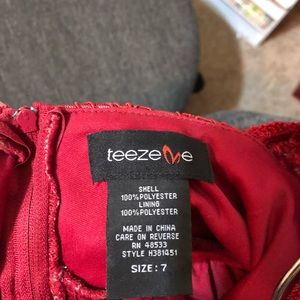 teeze me
SHELL
100% POLYESTER
LINING
100% POLYESTER
MADE IN CHINA
CARE ON REVERSE
RN 48533
STYLE H381451
SIZE: 7